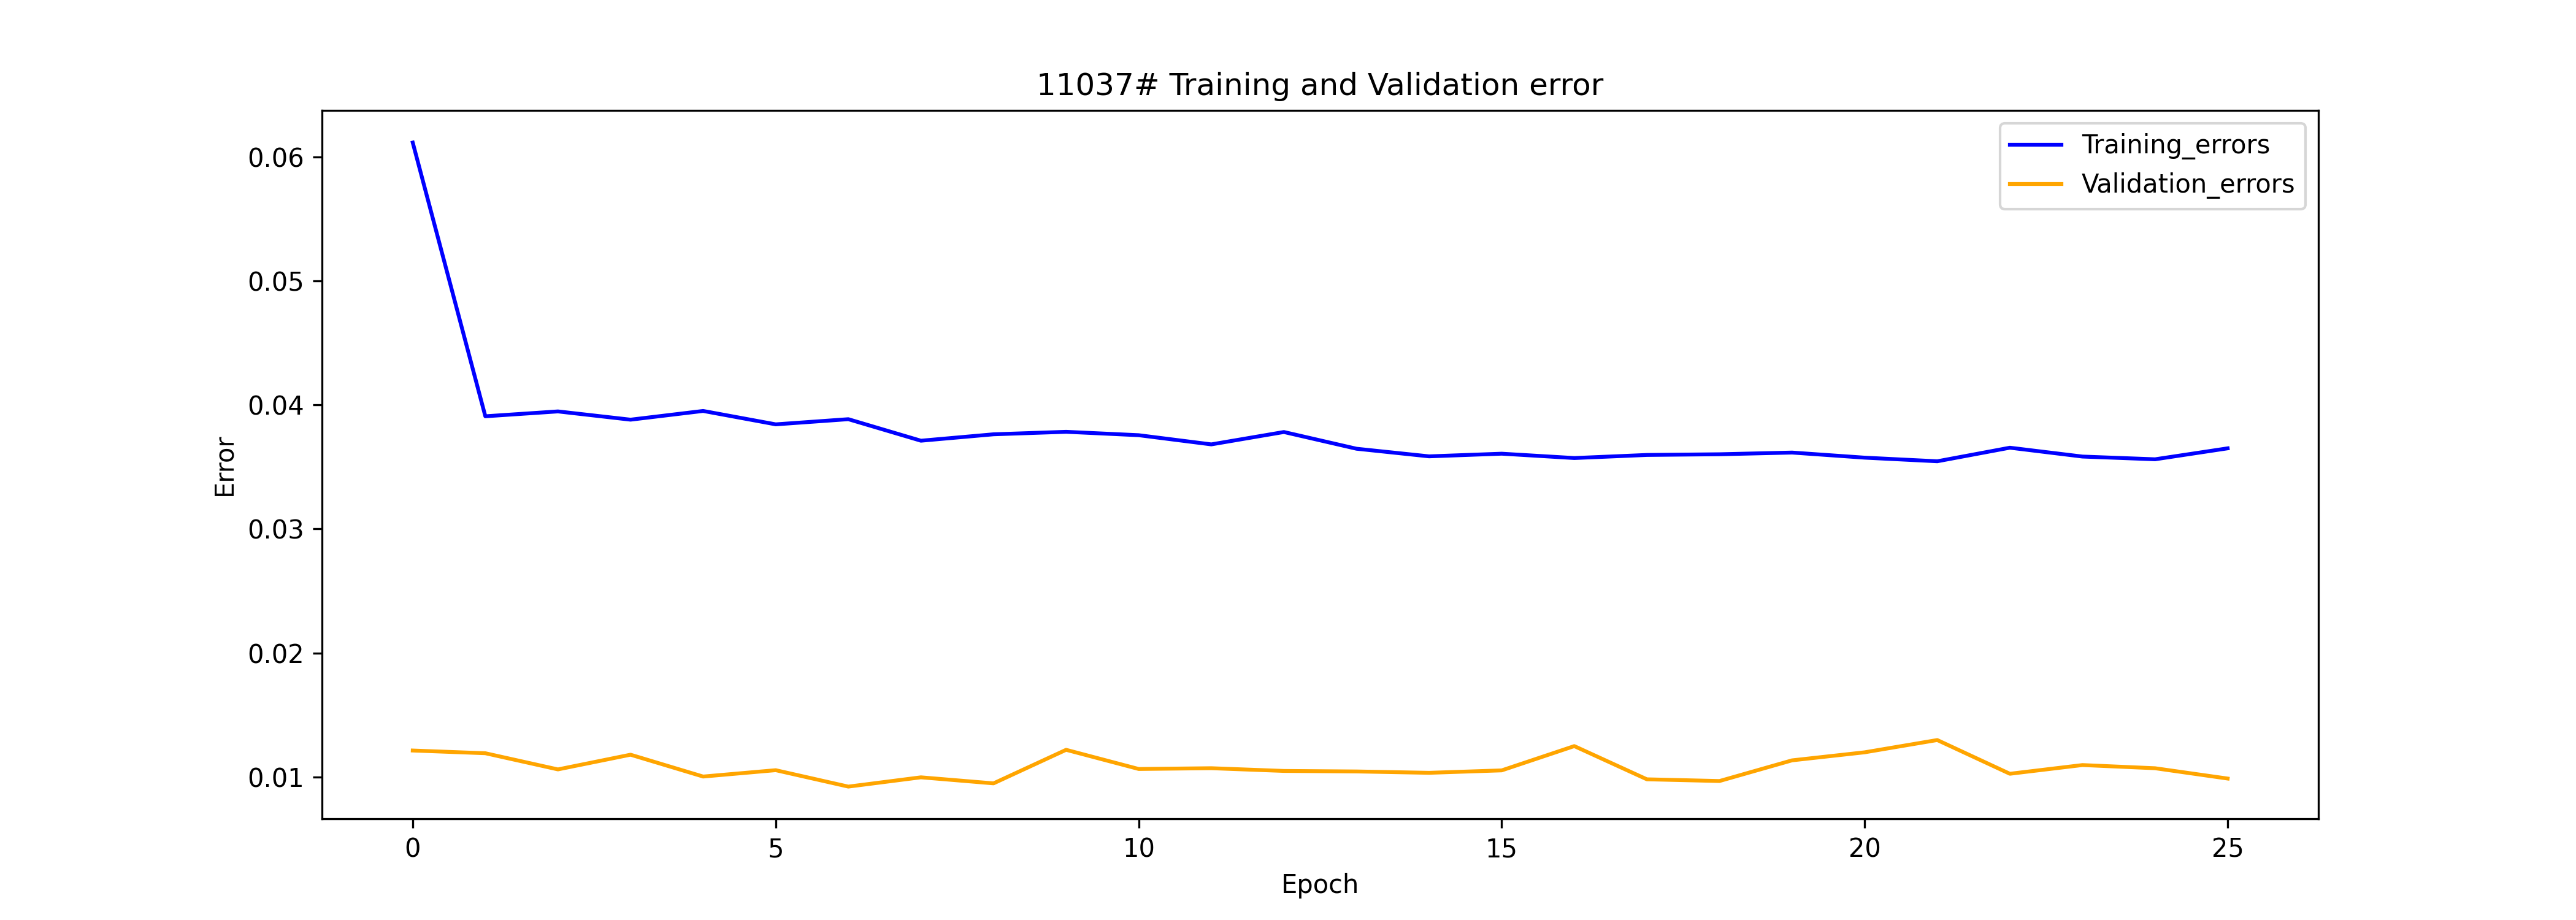 11037# Training and Validation error
Training_errors
Validation_errors
0.06
0.05
0.04
0.03
0.02
0.01
Error
0 5 10 15 20 25
Epoch